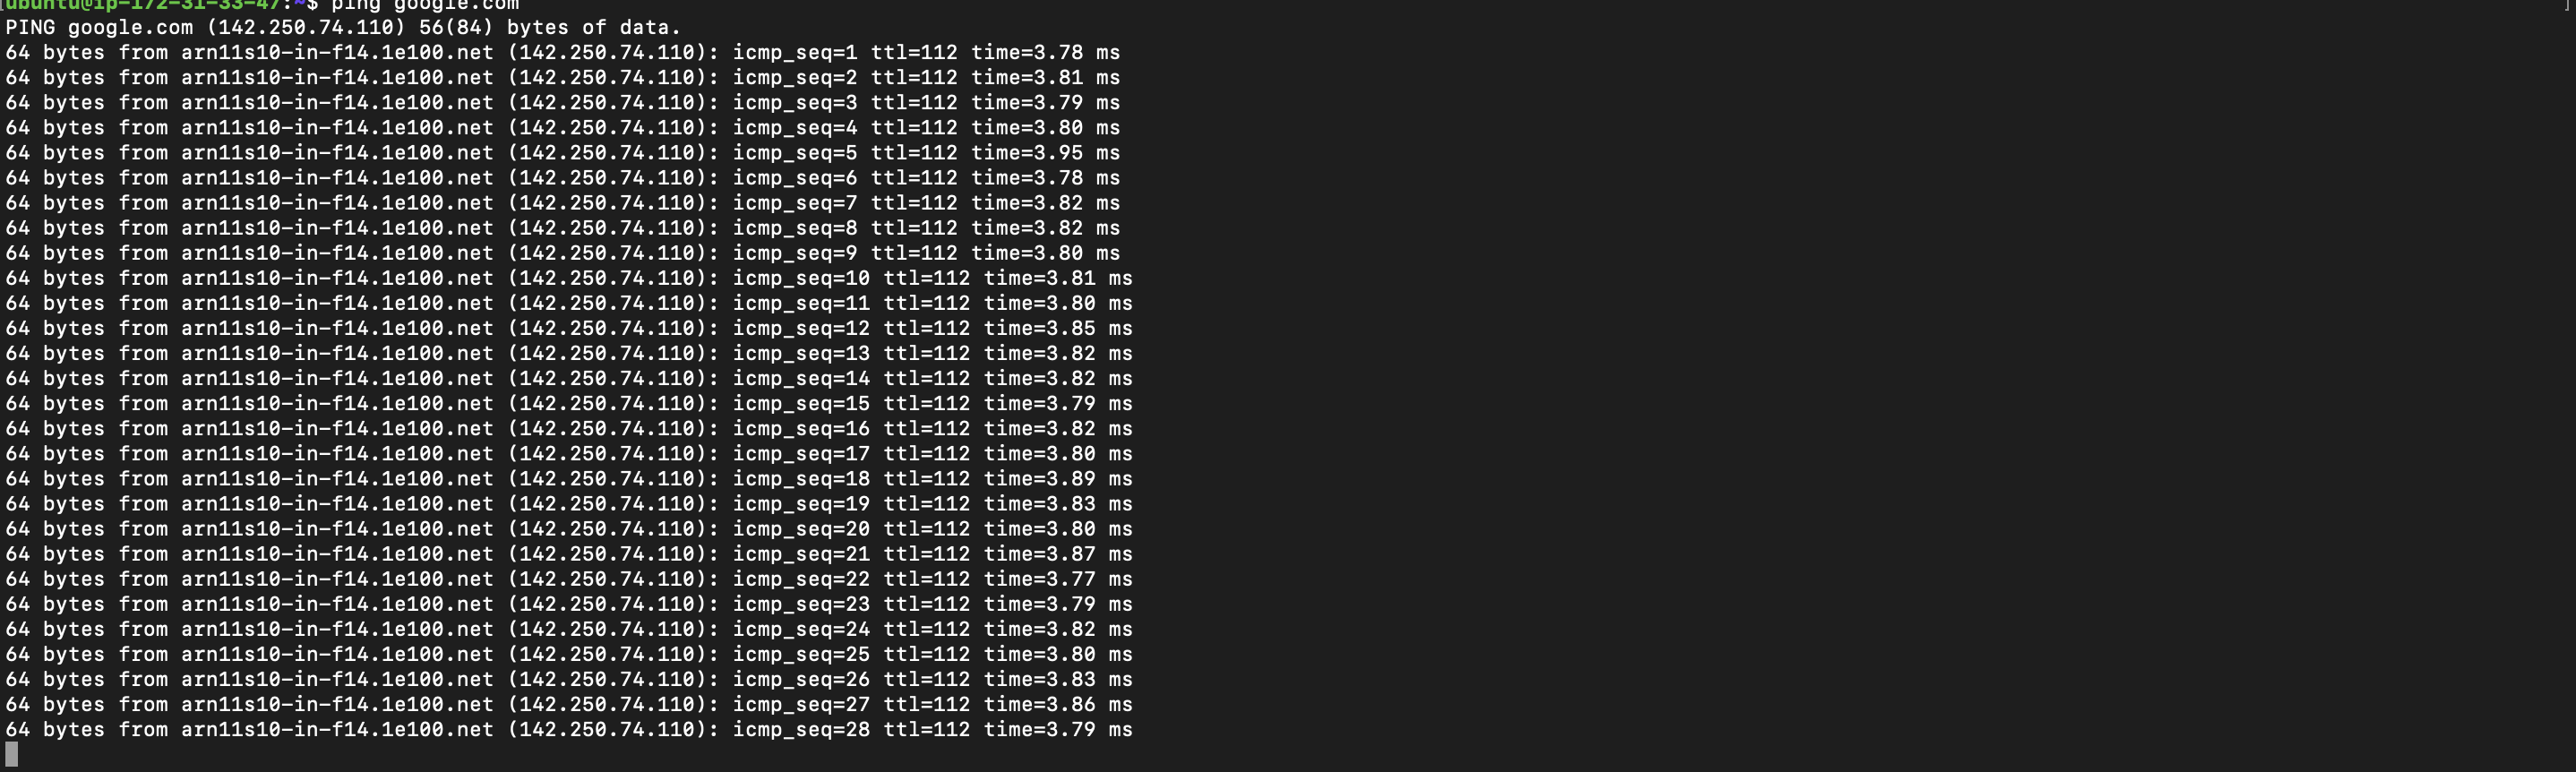 [ubuntu@ip-172-31-33-47:~$ ping google.com ]
PING google.com (142.250.74.110) 56(84) bytes of data.
64 bytes from arn11s10-in-f14.1e100.net (142.250.74.110): icmp_seq=1 ttl=112 time=3.78 ms
64 bytes from arn11s10-in-f14.1e100.net (142.250.74.110): icmp_seq=2 ttl=112 time=3.81 ms
64 bytes from arn11s10-in-f14.1e100.net (142.250.74.110): icmp_seq=3 ttl=112 time=3.79 ms
64 bytes from arn11s10-in-f14.1e100.net (142.250.74.110): icmp_seq=4 ttl=112 time=3.80 ms
64 bytes from arn11s10-in-f14.1e100.net (142.250.74.110): icmp_seq=5 ttl=112 time=3.95 ms
64 bytes from arn11s10-in-f14.1e100.net (142.250.74.110): icmp_seq=6 ttl=112 time=3.78 ms
64 bytes from arn11s10-in-f14.1e100.net (142.250.74.110): icmp_seq=7 ttl=112 time=3.82 ms
64 bytes from arn11s10-in-f14.1e100.net (142.250.74.110): icmp_seq=8 ttl=112 time=3.82 ms
64 bytes from arn11s10-in-f14.1e100.net (142.250.74.110): icmp_seq=9 ttl=112 time=3.80 ms
64 bytes from arn11s10-in-f14.1e100.net (142.250.74.110): icmp_seq=10 ttl=112 time=3.81 ms
64 bytes from arn11s10-in-f14.1e100.net (142.250.74.110): icmp_seq=11 ttl=112 time=3.80 ms
64 bytes from arn11s10-in-f14.1e100.net (142.250.74.110): icmp_seq=12 ttl=112 time=3.85 ms
64 bytes from arn11s10-in-f14.1e100.net (142.250.74.110): icmp_seq=13 ttl=112 time=3.82 ms
64 bytes from arn11s10-in-f14.1e100.net (142.250.74.110): icmp_seq=14 ttl=112 time=3.82 ms
64 bytes from arn11s10-in-f14.1e100.net (142.250.74.110): icmp_seq=15 ttl=112 time=3.79 ms
64 bytes from arn11s10-in-f14.1e100.net (142.250.74.110): icmp_seq=16 ttl=112 time=3.82 ms
64 bytes from arn11s10-in-f14.1e100.net (142.250.74.110): icmp_seq=17 ttl=112 time=3.80 ms
64 bytes from arn11s10-in-f14.1e100.net (142.250.74.110): icmp_seq=18 ttl=112 time=3.89 ms
64 bytes from arn11s10-in-f14.1e100.net (142.250.74.110): icmp_seq=19 ttl=112 time=3.83 ms
64 bytes from arn11s10-in-f14.1e100.net (142.250.74.110): icmp_seq=20 ttl=112 time=3.80 ms
64 bytes from arn11s10-in-f14.1e100.net (142.250.74.110): icmp_seq=21 ttl=112 time=3.87 ms
64 bytes from arn11s10-in-f14.1e100.net (142.250.74.110): icmp_seq=22 ttl=112 time=3.77 ms
64 bytes from arn11s10-in-f14.1e100.net (142.250.74.110): icmp_seq=23 ttl=112 time=3.79 ms
64 bytes from arn11s10-in-f14.1e100.net (142.250.74.110): icmp_seq=24 ttl=112 time=3.82 ms
64 bytes from arn11s10-in-f14.1e100.net (142.250.74.110): icmp_seq=25 ttl=112 time=3.80 ms
64 bytes from arn11s10-in-f14.1e100.net (142.250.74.110): icmp_seq=26 ttl=112 time=3.83 ms
64 bytes from arn11s10-in-f14.1e100.net (142.250.74.110): icmp_seq=27 ttl=112 time=3.86 ms
64 bytes from arn11s10-in-f14.1e100.net (142.250.74.110): icmp_seq=28 ttl=112 time=3.79 ms